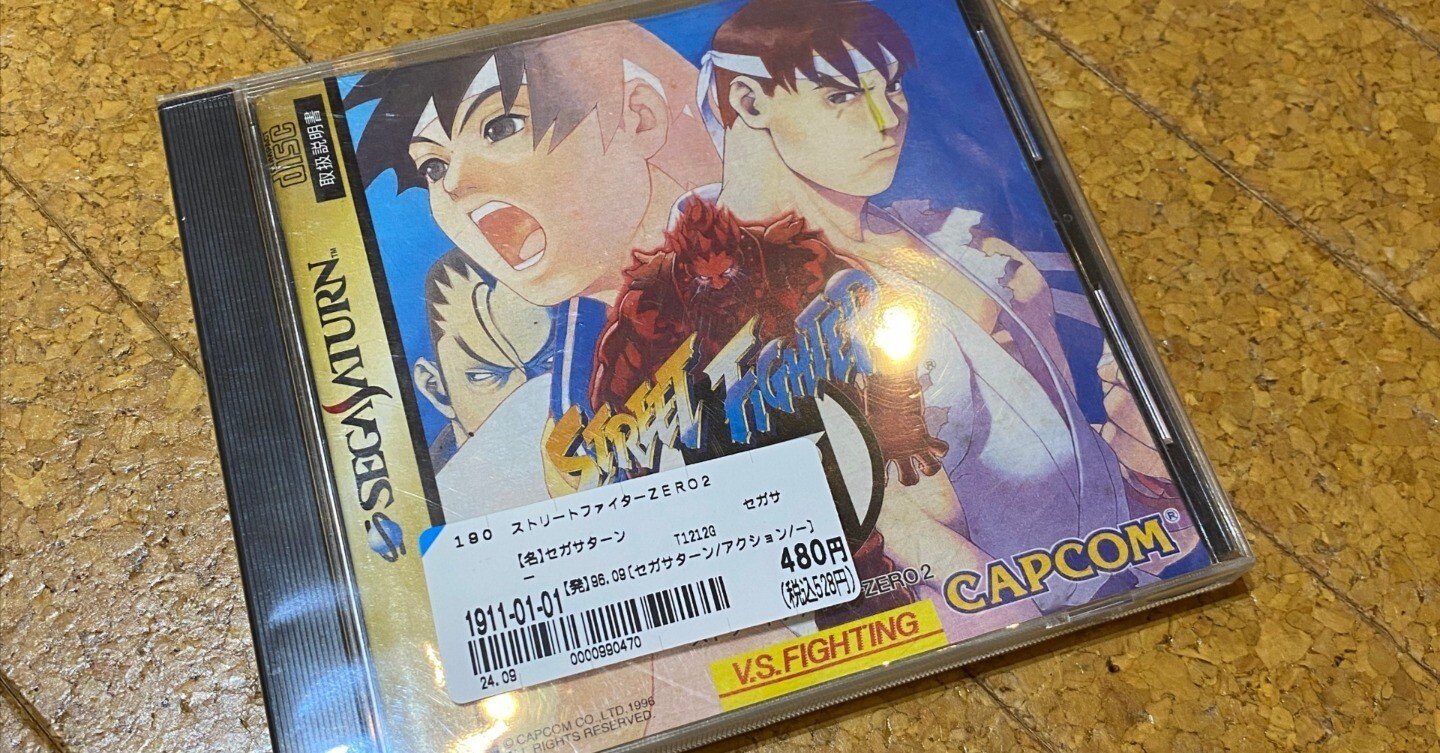 DISC
取扱説明書
SEGA SATURN™
STREET FIGHTER
®
190 ストリートファイターZERO2
【名】セガサターン T1212G セガサ
ー【発】96.09[セガサターン/アクション/ー]
1911-01-01
480円
(税込528円)
0000990470
24.09
ZERO2
CAPCOM®
V.S.FIGHTING
©CAPCOM CO.,LTD.1996
RIGHTS RESERVED.